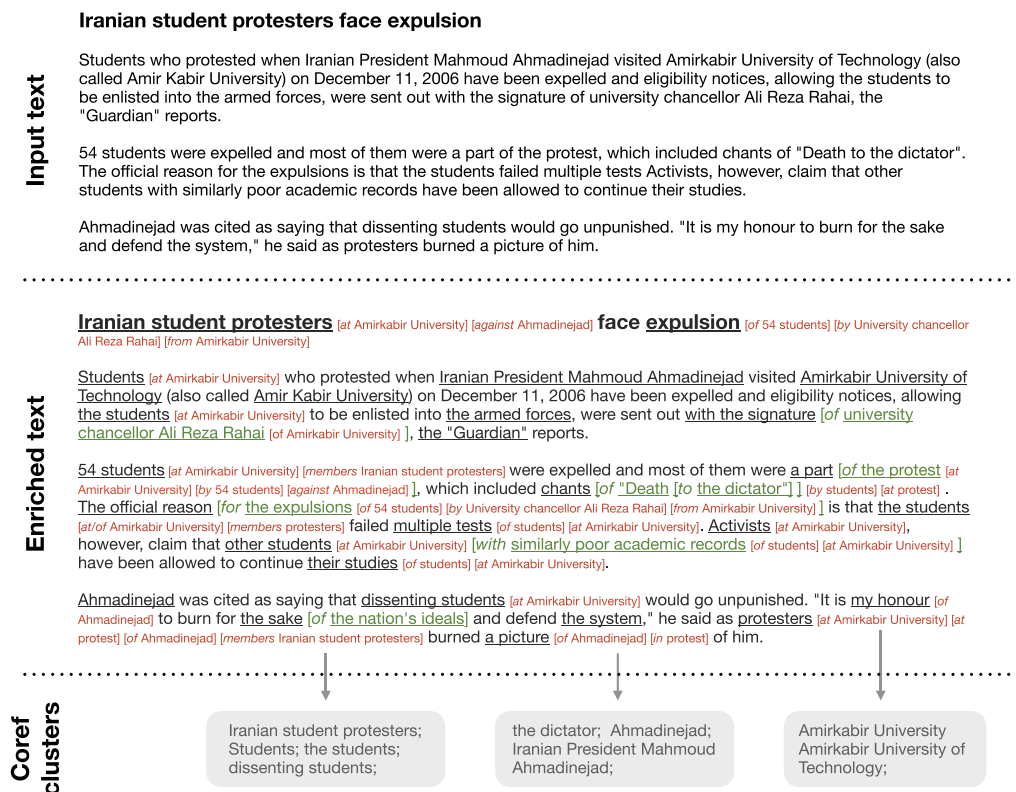 Iranian student protesters face expulsion
Input text
Students who protested when Iranian President Mahmoud Ahmadinejad visited Amirkabir University of Technology (also
called Amir Kabir University) on December 11, 2006 have been expelled and eligibility notices, allowing the students to
be enlisted into the armed forces, were sent out with the signature of university chancellor Ali Reza Rahai, the
"Guardian" reports.
54 students were expelled and most of them were a part of the protest, which included chants of "Death to the dictator".
The official reason for the expulsions is that the students failed multiple tests Activists, however, claim that other
students with similarly poor academic records have been allowed to continue their studies.
Ahmadinejad was cited as saying that dissenting students would go unpunished. "It is my honour to burn for the sake
and defend the system," he said as protesters burned a picture of him.
Enriched text
Iranian student protesters [at Amirkabir University] [against Ahmadinejad] face expulsion [of 54 students] [by University chancellor
Ali Reza Rahai] [from Amirkabir University]
Students [at Amirkabir University] who protested when Iranian President Mahmoud Ahmadinejad visited Amirkabir University of
Technology (also called Amir Kabir University) on December 11, 2006 have been expelled and eligibility notices, allowing
the students [at Amirkabir University] to be enlisted into the armed forces, were sent out with the signature [of university
chancellor Ali Reza Rahai [of Amirkabir University] ], the "Guardian" reports.
54 students [at Amirkabir University] [members Iranian student protesters] were expelled and most of them were a part [of the protest [at
Amirkabir University] [by 54 students] [against Ahmadinejad] ], which included chants [of "Death [to the dictator"] ] [by students] [at protest] .
The official reason [for the expulsions [of 54 students] [by University chancellor Ali Reza Rahai] [from Amirkabir University] ] is that the students
[at/of Amirkabir University] [members protesters] failed multiple tests [of students] [at Amirkabir University]. Activists [at Amirkabir University],
however, claim that other students [at Amirkabir University] [with similarly poor academic records [of students] [at Amirkabir University] ]
have been allowed to continue their studies [of students] [at Amirkabir University].
Ahmadinejad was cited as saying that dissenting students [at Amirkabir University] would go unpunished. "It is my honour [of
Ahmadinejad] to burn for the sake [of the nation's ideals] and defend the system," he said as protesters [at Amirkabir University] [at
protest] [of Ahmadinejad] [members Iranian student protesters] burned a picture [of Ahmadinejad] [in protest] of him.
Coref
clusters
Iranian student protesters;
Students; the students;
dissenting students;
the dictator; Ahmadinejad;
Iranian President Mahmoud
Ahmadinejad;
Amirkabir University
Amirkabir University of
Technology;